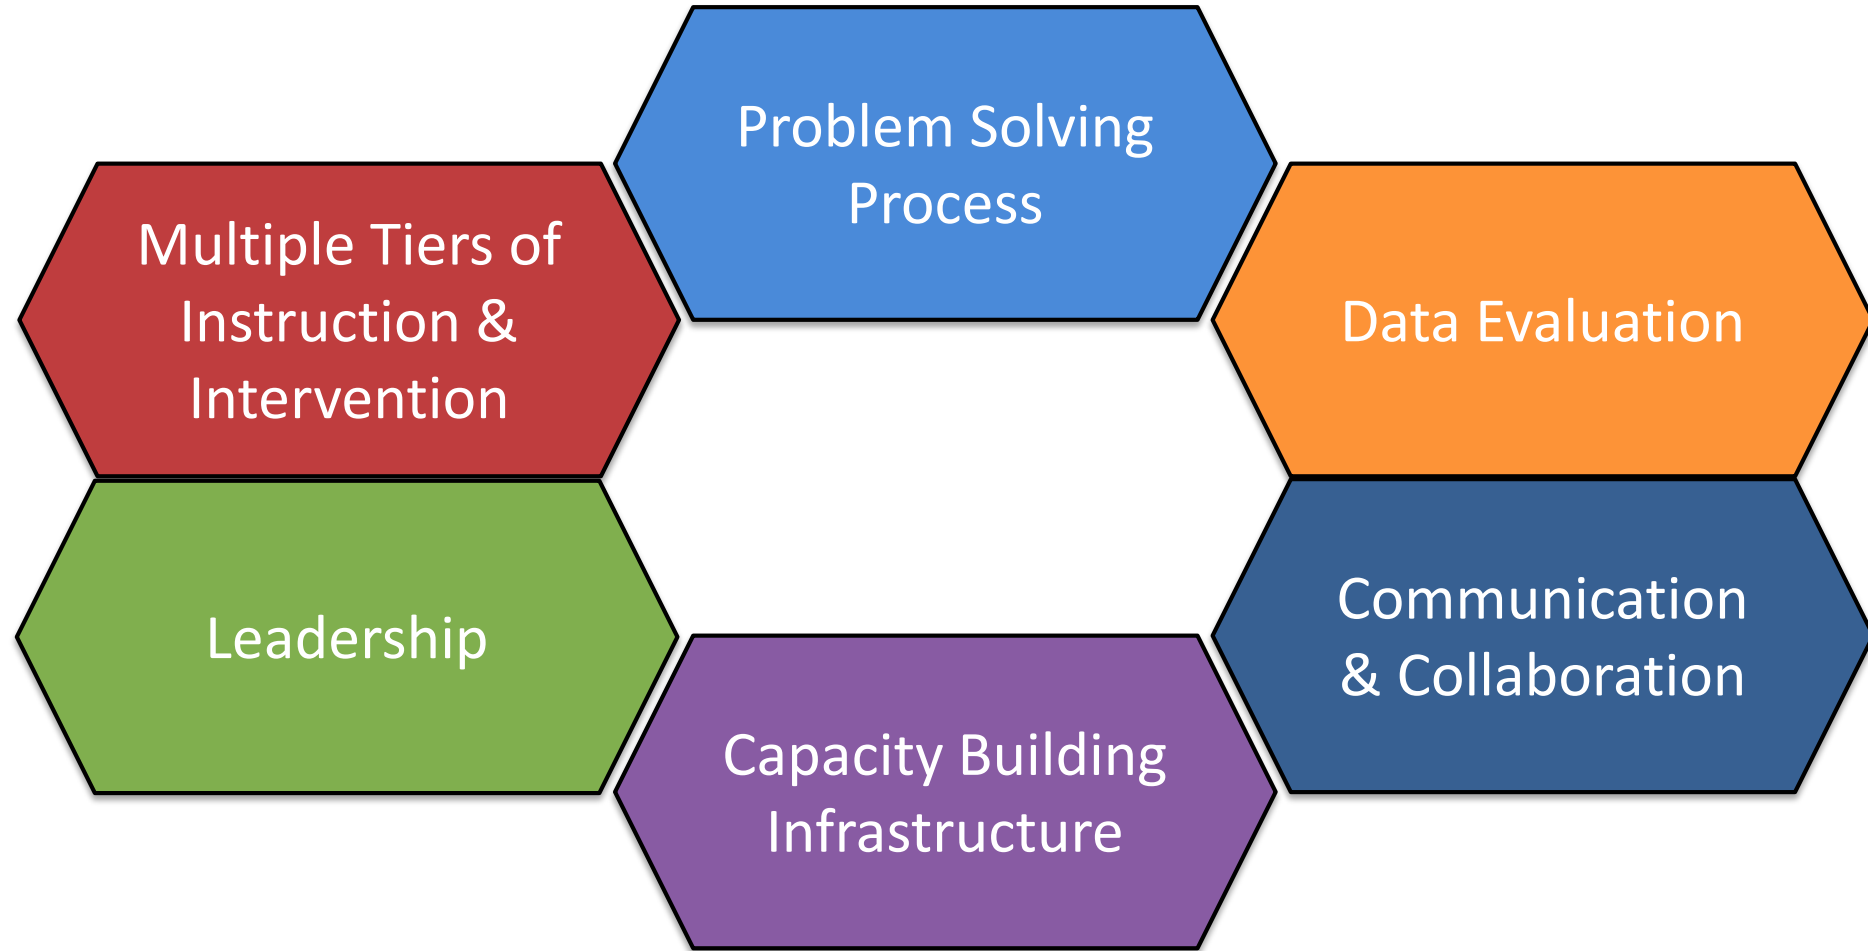 Problem Solving
Process
Multiple Tiers of
Instruction &
Intervention
Data Evaluation
Leadership
Communication
& Collaboration
Capacity Building
Infrastructure